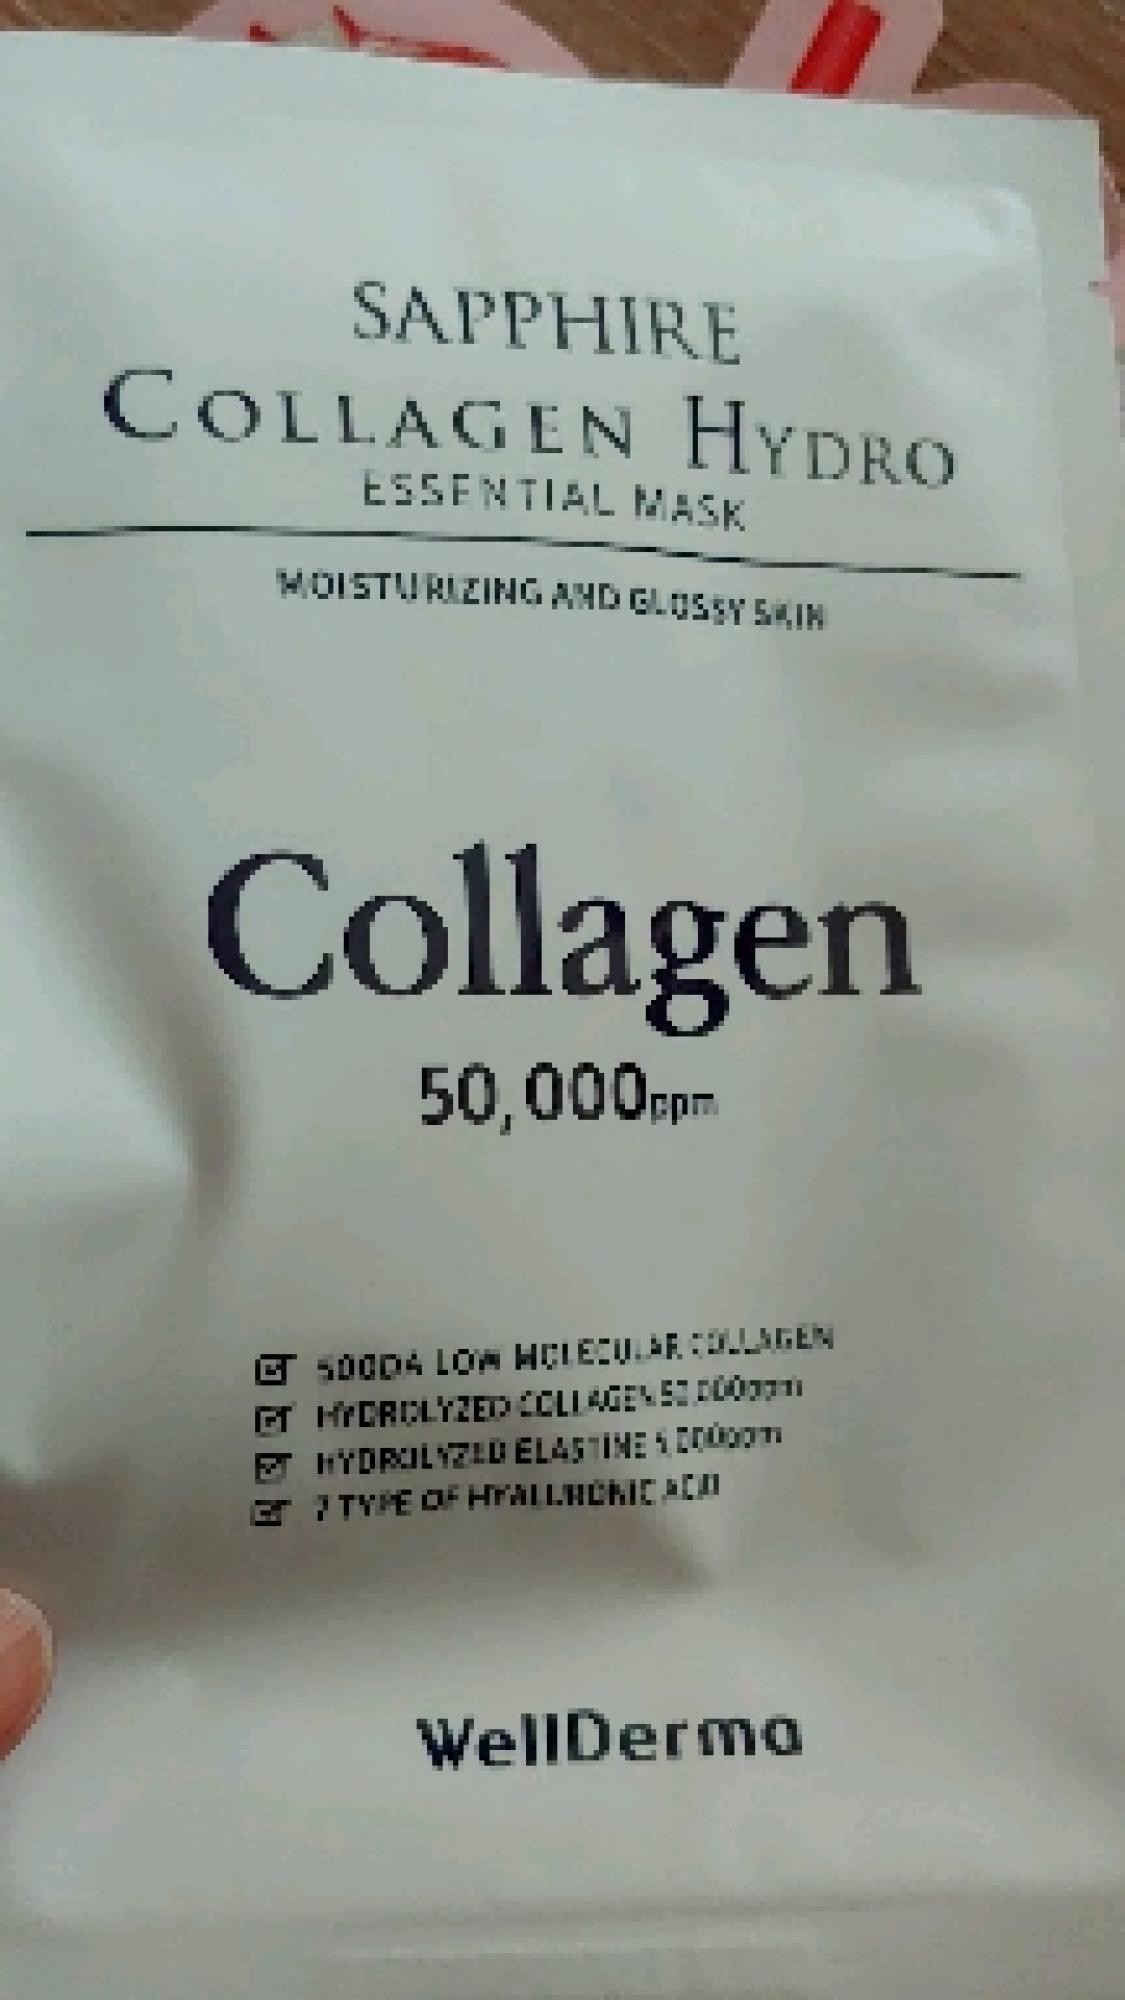 SAPPHIRE
COLLAGEN HYDRO
ESSENTIAL MASK
MOISTURIZING AND GLOSSY SKIN
Collagen
50,000ppm
500DA LOW MOLECULAR COLLAGEN
HYDROLYZED COLLAGEN 50,000ppm
HYDROLYZED ELASTINE 5,000ppm
7 TYPE OF HYALURONIC ACID
WellDerma